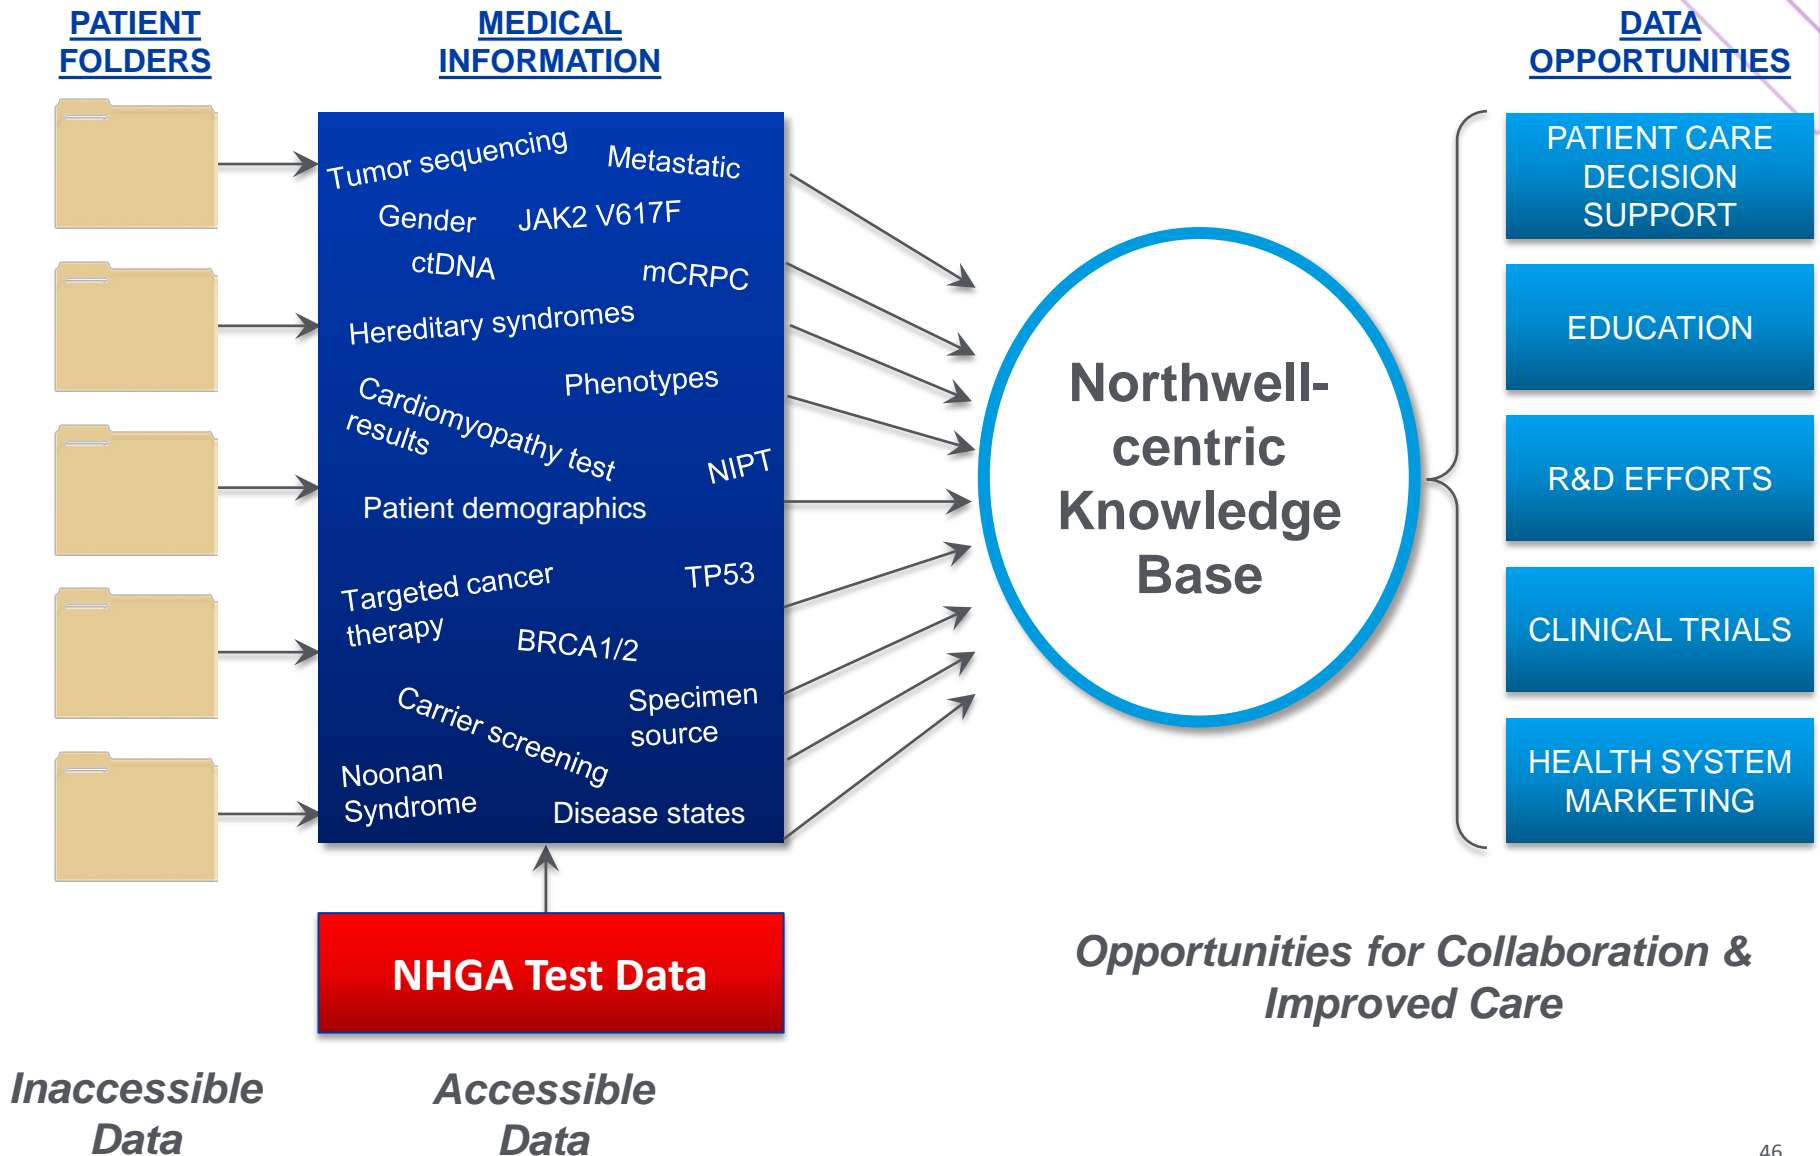 PATIENT
FOLDERS
MEDICAL
INFORMATION
DATA
OPPORTUNITIES
Tumor sequencing
Metastatic
Gender
JAK2 V617F
ctDNA
mCRPC
Hereditary syndromes
Phenotypes
Cardiomyopathy test
results
NIPT
Patient demographics
Targeted cancer
therapy
TP53
BRCA1/2
Carrier screening
Specimen
source
Noonan
Syndrome
Disease states
NHGA Test Data
Northwell-
centric
Knowledge
Base
PATIENT CARE
DECISION
SUPPORT
EDUCATION
R&D EFFORTS
CLINICAL TRIALS
HEALTH SYSTEM
MARKETING
Opportunities for Collaboration &
Improved Care
Inaccessible
Data
Accessible
Data
46